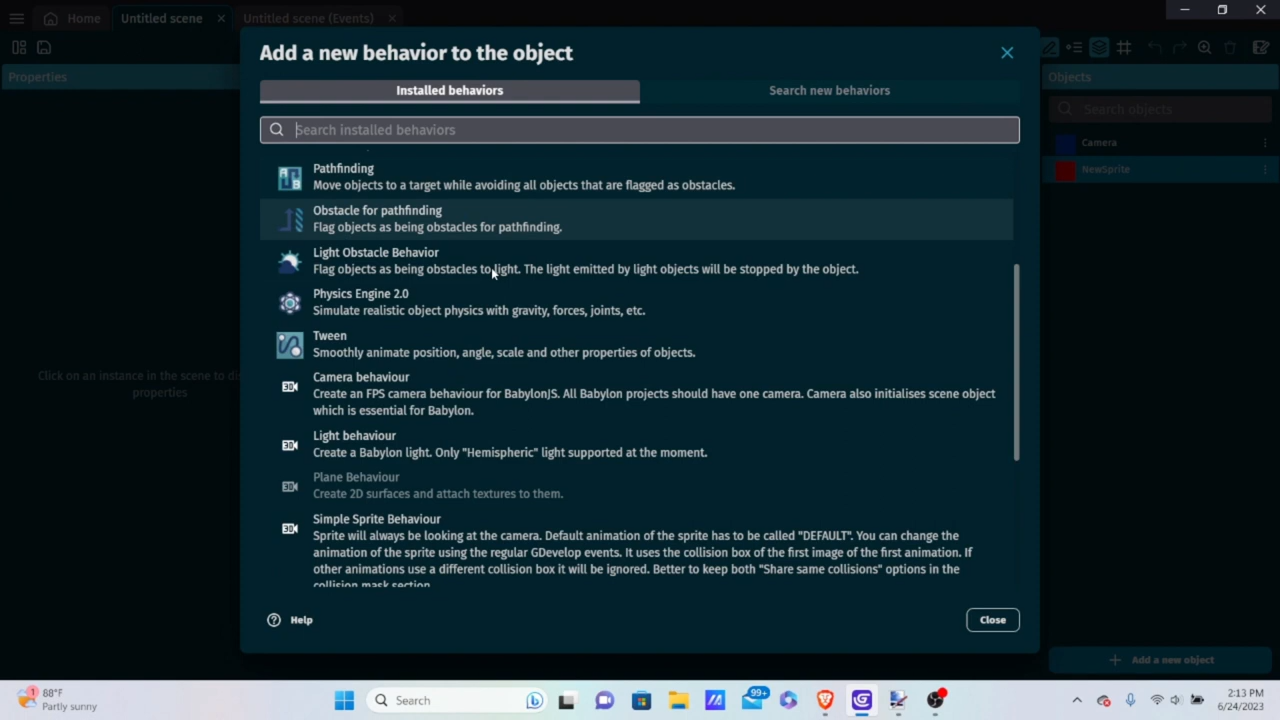 Home
Untitled scene
Untitled scene (Events)
Properties
Add a new behavior to the object
Installed behaviors
Search new behaviors
Search installed behaviors
Pathfinding
Move objects to a target while avoiding all objects that are flagged as obstacles.
Obstacle for pathfinding
Flag objects as being obstacles for pathfinding.
Light Obstacle Behavior
Flag objects as being obstacles to light. The light emitted by light objects will be stopped by the object.
Physics Engine 2.0
Simulate realistic object physics with gravity, forces, joints, etc.
Tween
Smoothly animate position, angle, scale and other properties of objects.
3D
Camera behaviour
Create an FPS camera behaviour for BabylonJS. All Babylon projects should have one camera. Camera also initialises scene object
which is essential for Babylon.
3D
Light behaviour
Create a Babylon light. Only "Hemispheric" light supported at the moment.
3D
Plane Behaviour
Create 2D surfaces and attach textures to them.
3D
Simple Sprite Behaviour
Sprite will always be looking at the camera. Default animation of the sprite has to be called "DEFAULT". You can change the
animation of the sprite using the regular GDevelop events. It uses the collision box of the first image of the first animation. If
other animations use a different collision box it will be ignored. Better to keep both "Share same collisions" options in the
collision mask section
Help
Close
Click on an instance in the scene to di
properties
Objects
Search objects
Camera
NewSprite
Add a new object
1
88°F
Partly sunny
Search
99+
2:13 PM
6/24/2023